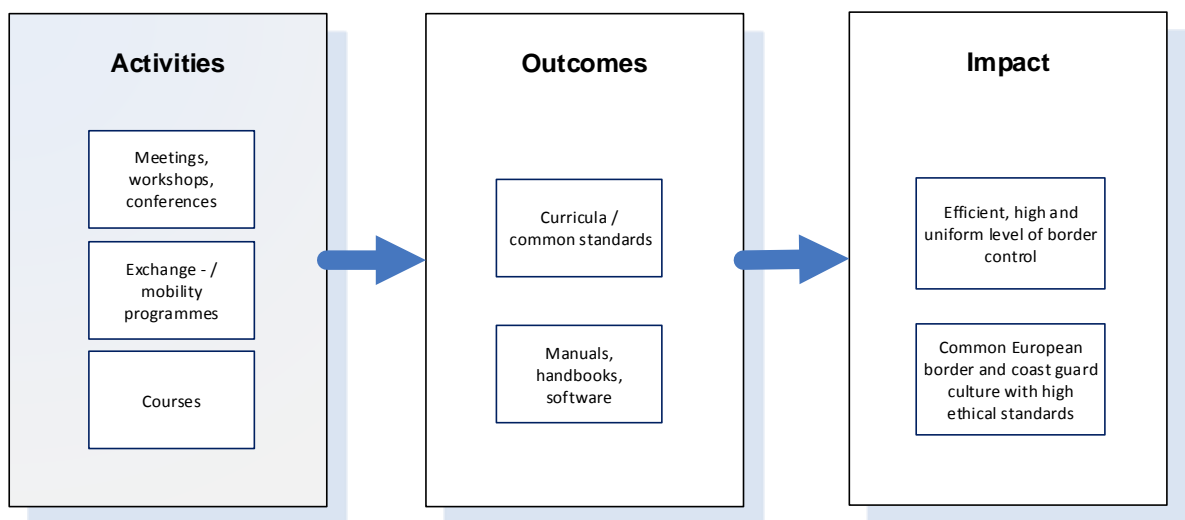 Activities
Meetings,
workshops,
conferences
Exchange - /
mobility
programmes
Courses
Outcomes
Curricula /
common standards
Manuals,
handbooks,
software
Impact
Efficient, high and
uniform level of border
control
Common European
border and coast guard
culture with high
ethical standards